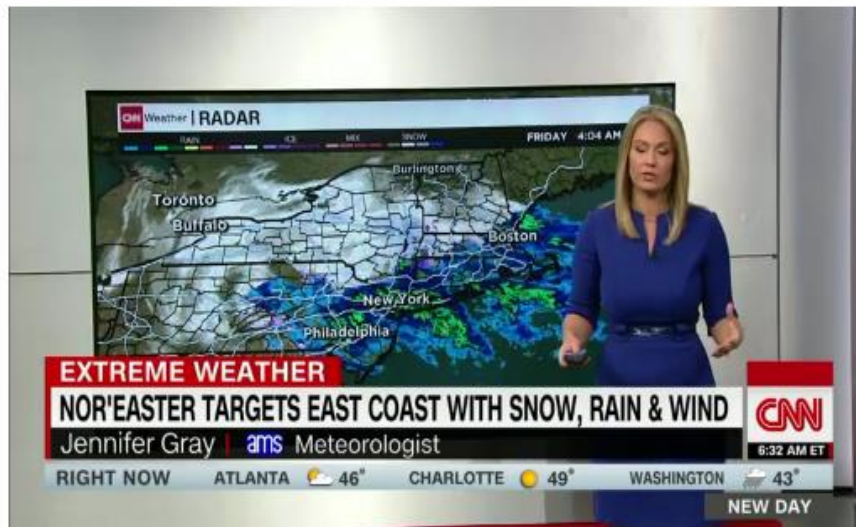 CNN Weather | RADAR
RAIN ICE MIX SNOW FRIDAY 4:04 AM
Burlington
Toronto
Buffalo
Boston
New York
Philadelphia
EXTREME WEATHER
NOR'EASTER TARGETS EAST COAST WITH SNOW, RAIN & WIND
Jennifer Gray | ams Meteorologist
CNN
6:32 AM ET
RIGHT NOW ATLANTA 46° CHARLOTTE 49° WASHINGTON 43°
NEW DAY